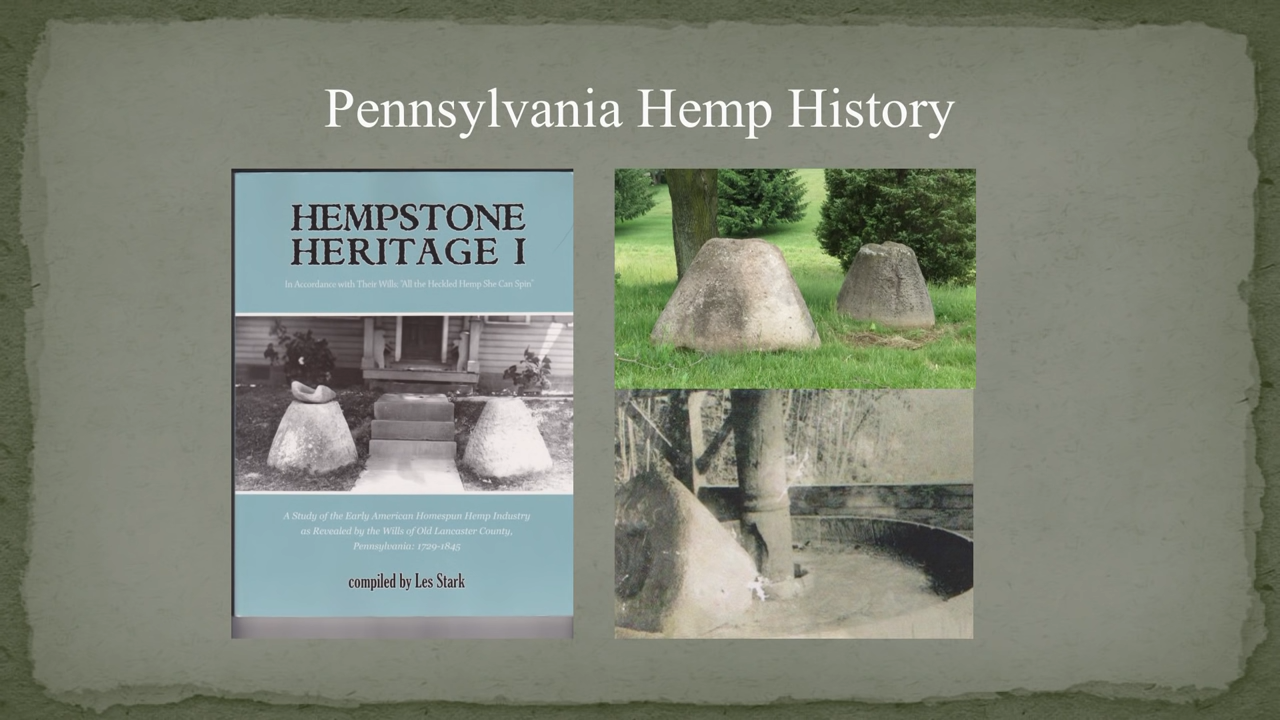 Pennsylvania Hemp History
HEMPSTONE
HERITAGE I
In Accordance with Their Wills: "All the Heckled Hemp She Can Spin"
A Study of the Early American Homespun Hemp Industry
as Revealed by the Wills of Old Lancaster County,
Pennsylvania: 1729-1845
compiled by Les Stark